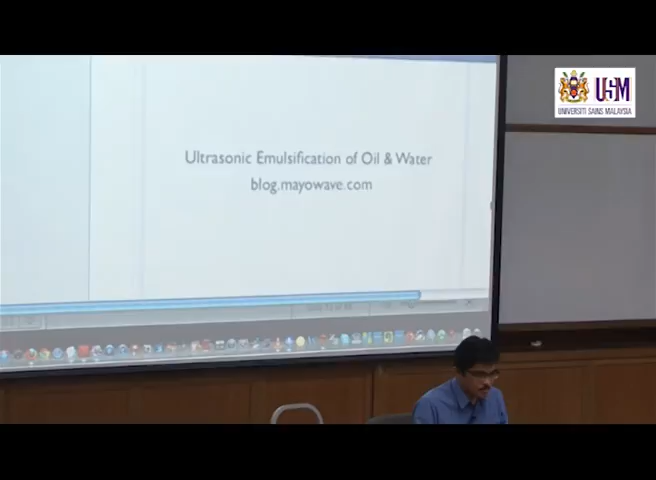 Ultrasonic Emulsification of Oil & Water
blog.mayowave.com
USM
UNIVERSITI SAINS MALAYSIA